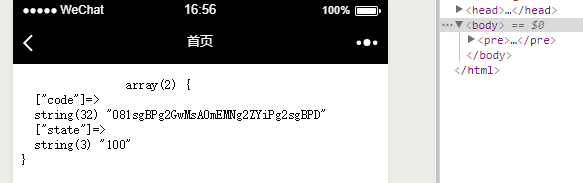 WeChat 16:56 100%
首页
array(2) {
["code"]=>
string(32) "081sgBPg2GwMsA0mEMNg2ZYiPg2sgBPD"
["state"]=>
string(3) "100"
}
<head>…</head>
<body> == $0
<pre>…</pre>
</body>
</html>